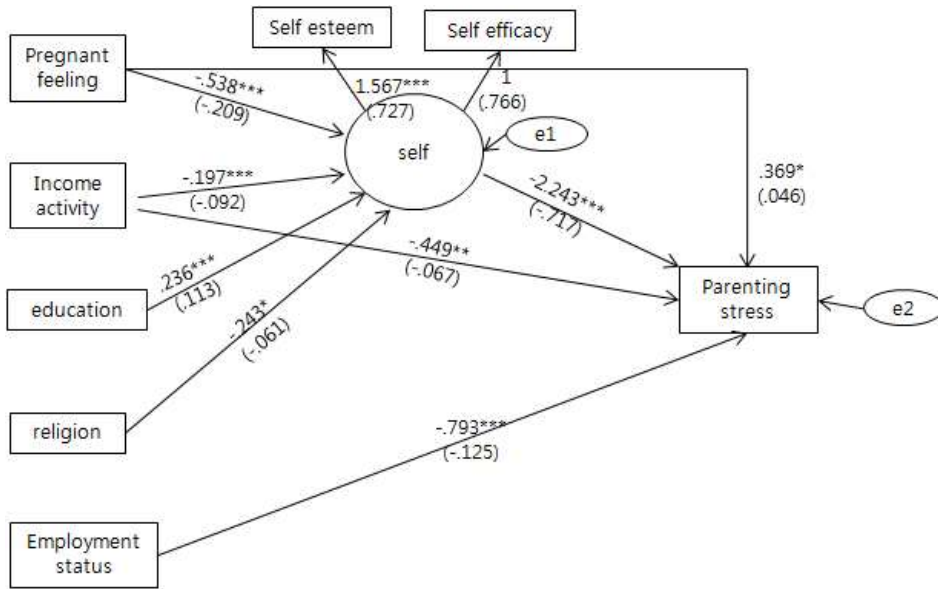 Self esteem
Self efficacy
Pregnant
feeling
-.538***
(-.209)
1.567***
(.727)
1
(.766)
e1
self
Income
activity
-.197***
(-.092)
-2.243***
(-.717)
.369*
(.046)
-.449**
(-.067)
.236***
(.113)
education
-.243*
(-.061)
Parenting
stress
e2
religion
-.793***
(-.125)
Employment
status